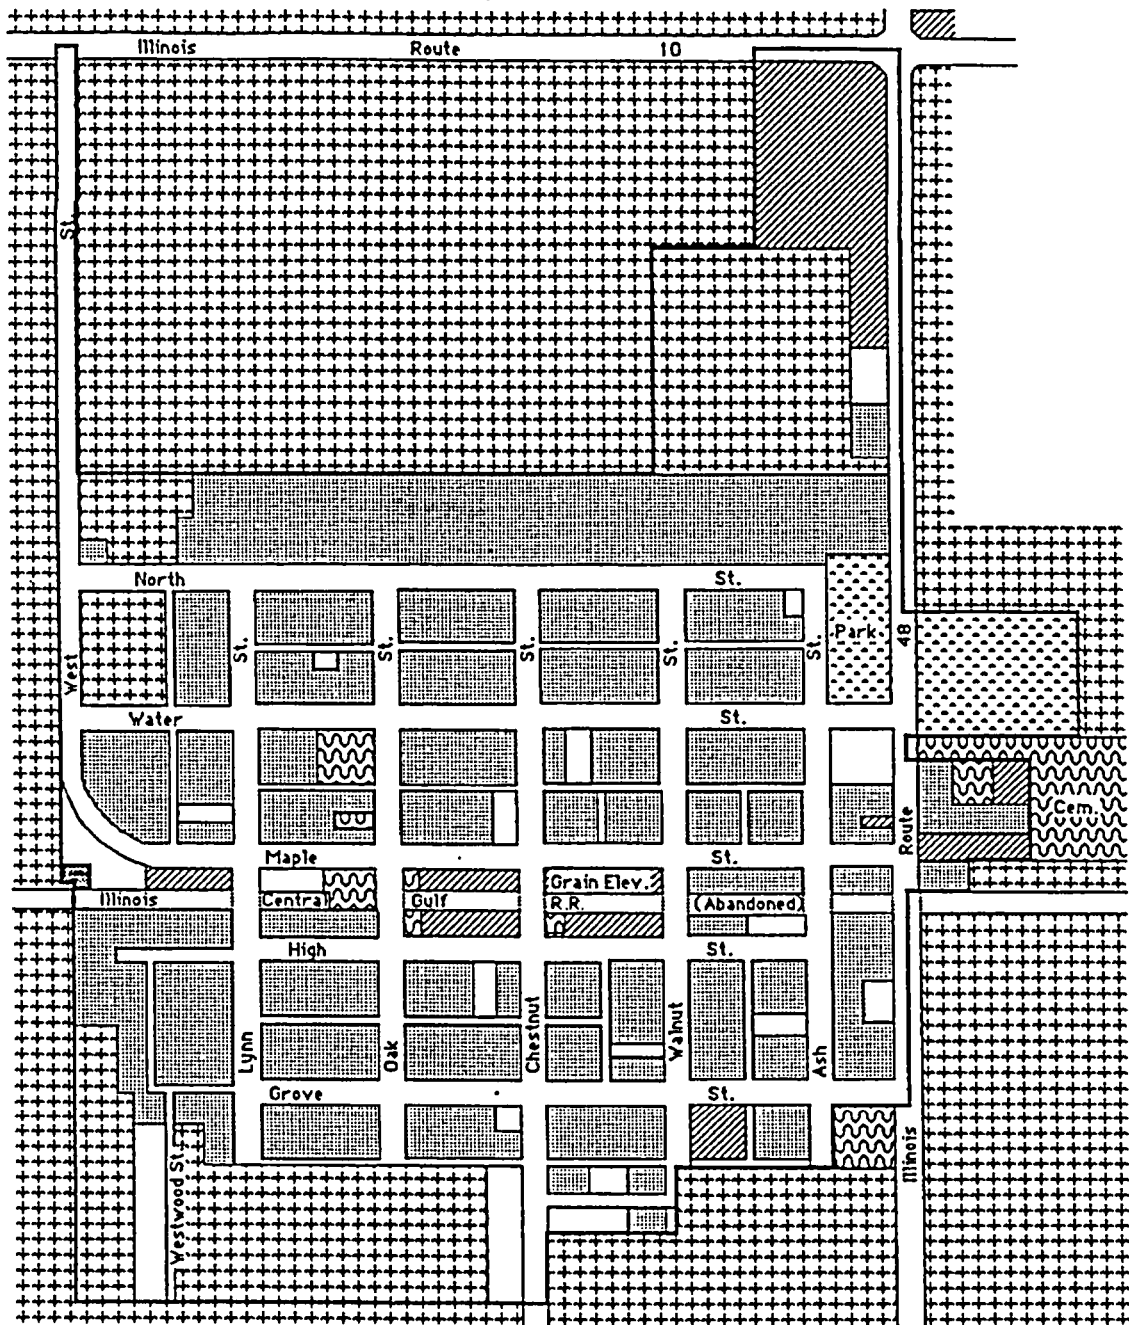 Illinois Route 10
St.
North St.
St. St. St. St. St.
Park
48
West
Water St.
Cem.
Route
Maple St.
Grain Elev.
Illinois Central Gulf R.R. (Abandoned)
High St.
Lynn Oak Chestnut Walnut Ash
Grove St.
Westwood St.
Illinois